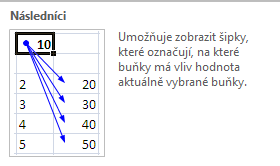 Následníci
10
2 20
3 30
4 40
5 50
Umožňuje zobrazit šipky,
které označují, na které
buňky má vliv hodnota
aktuálně vybrané buňky.